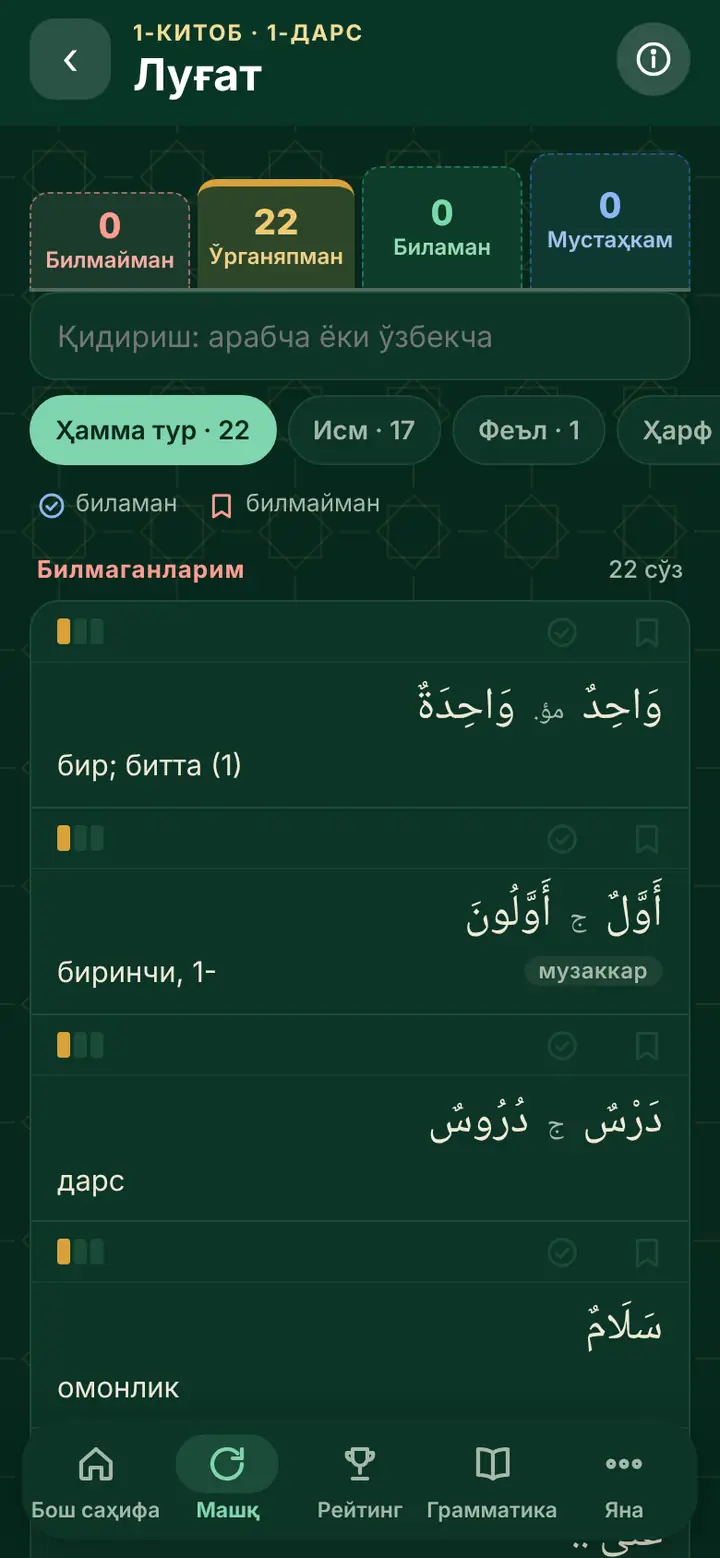 1-КИТОБ · 1-ДАРС
Луғат
0 Билмайман
22 Ўрганяпман
0 Биламан
0 Мустаҳкам
Қидириш: арабча ёки ўзбекча
Ҳамма тур · 22 Исм · 17 Феъл · 1 Ҳарф
биламан билмайман
Билмаганларим 22 сўз
وَاحِدٌ مؤ. وَاحِدَةٌ
бир; битта (1)
أَوَّلٌ ج أَوَّلُونَ
биринчи, 1- музаккар
دَرْسٌ ج دُرُوسٌ
дарс
سَلَامٌ
омонлик
Бош саҳифа Машқ Рейтинг Грамматика Яна